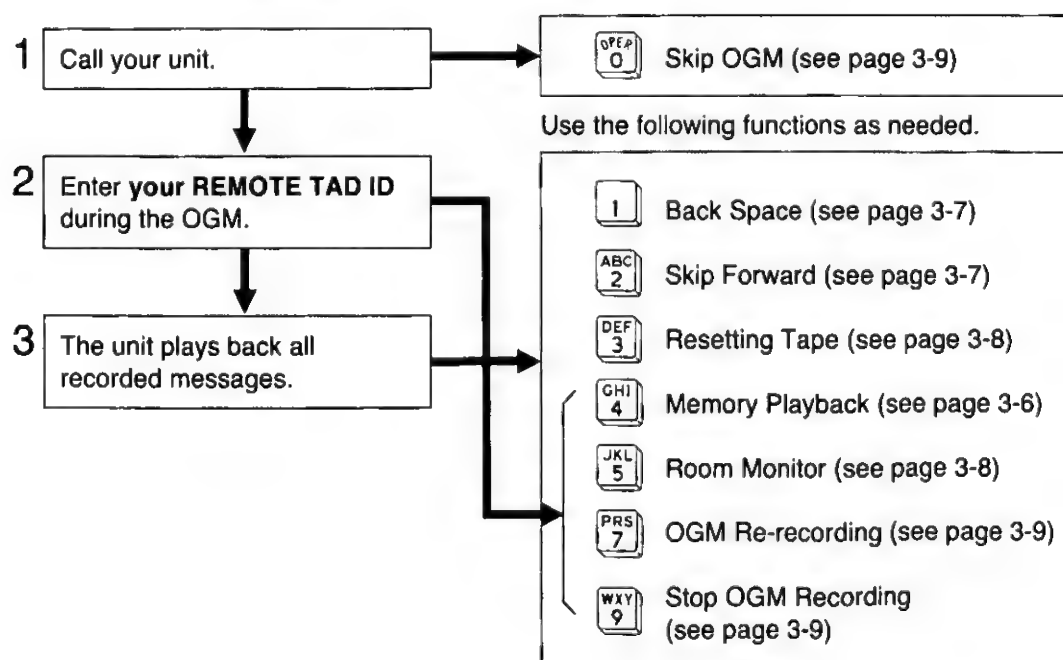 1 Call your unit.
OPER 0 Skip OGM (see page 3-9)
Use the following functions as needed.
2 Enter your REMOTE TAD ID
during the OGM.
3 The unit plays back all
recorded messages.
1 Back Space (see page 3-7)
ABC 2 Skip Forward (see page 3-7)
DEF 3 Resetting Tape (see page 3-8)
GHI 4 Memory Playback (see page 3-6)
JKL 5 Room Monitor (see page 3-8)
PRS 7 OGM Re-recording (see page 3-9)
WXY 9 Stop OGM Recording
(see page 3-9)